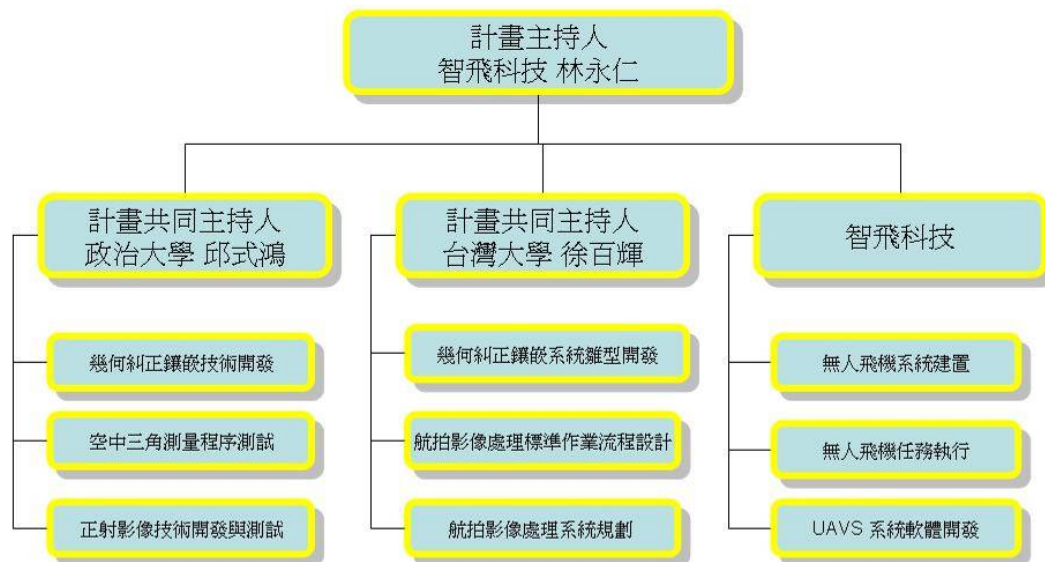 計畫主持人
智飛科技 林永仁
計畫共同主持人
政治大學 邱式鴻
幾何糾正鑲嵌技術開發
空中三角測量程序測試
正射影像技術開發與測試
計畫共同主持人
台灣大學 徐百輝
幾何糾正鑲嵌系統雛型開發
航拍影像處理標準作業流程設計
航拍影像處理系統規劃
智飛科技
無人飛機系統建置
無人飛機任務執行
UAVS 系統軟體開發